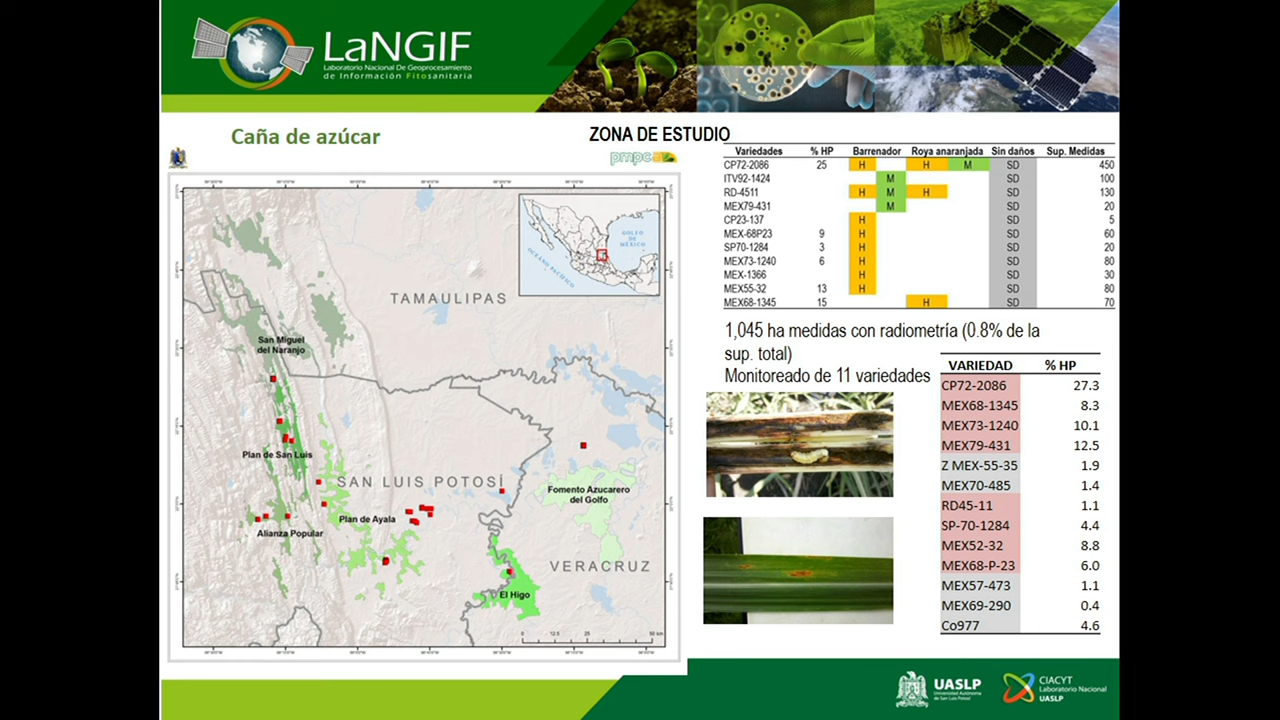 LaNGIF
Laboratorio Nacional De Geoprocesamiento
de Información Fitosanitaria
Caña de azúcar
ZONA DE ESTUDIO
pmpca
TAMAULIPAS
GOLFO
DE
MÉXICO
OCEANO PACÍFICO
San Miguel
del Naranjo
Plan de San Luis
SAN LUIS POTOSÍ
Fomento Azucarero
del Golfo
Plan de Ayala
Alianza Popular
VERACRUZ
El Higo
0 12.5 25 50 km
Variedades % HP Barrenador Roya anaranjada Sin daños Sup. Medidas
CP72-2086 25 H H M SD 450
ITV92-1424 M SD 100
RD-4511 H M H SD 130
MEX79-431 M SD 20
CP23-137 H SD 5
MEX-68P23 9 H SD 60
SP70-1284 3 H SD 20
MEX73-1240 6 H SD 80
MEX-1366 H SD 30
MEX55-32 13 H SD 80
MEX68-1345 15 H SD 70
1,045 ha medidas con radiometría (0.8% de la
sup. total)
Monitoreado de 11 variedades
VARIEDAD % HP
CP72-2086 27.3
MEX68-1345 8.3
MEX73-1240 10.1
MEX79-431 12.5
Z MEX-55-35 1.9
MEX70-485 1.4
RD45-11 1.1
SP-70-1284 4.4
MEX52-32 8.8
MEX68-P-23 6.0
MEX57-473 1.1
MEX69-290 0.4
Co977 4.6
UASLP
Universidad Autónoma
de San Luis Potosí
CIACYT
Laboratorio Nacional
UASLP